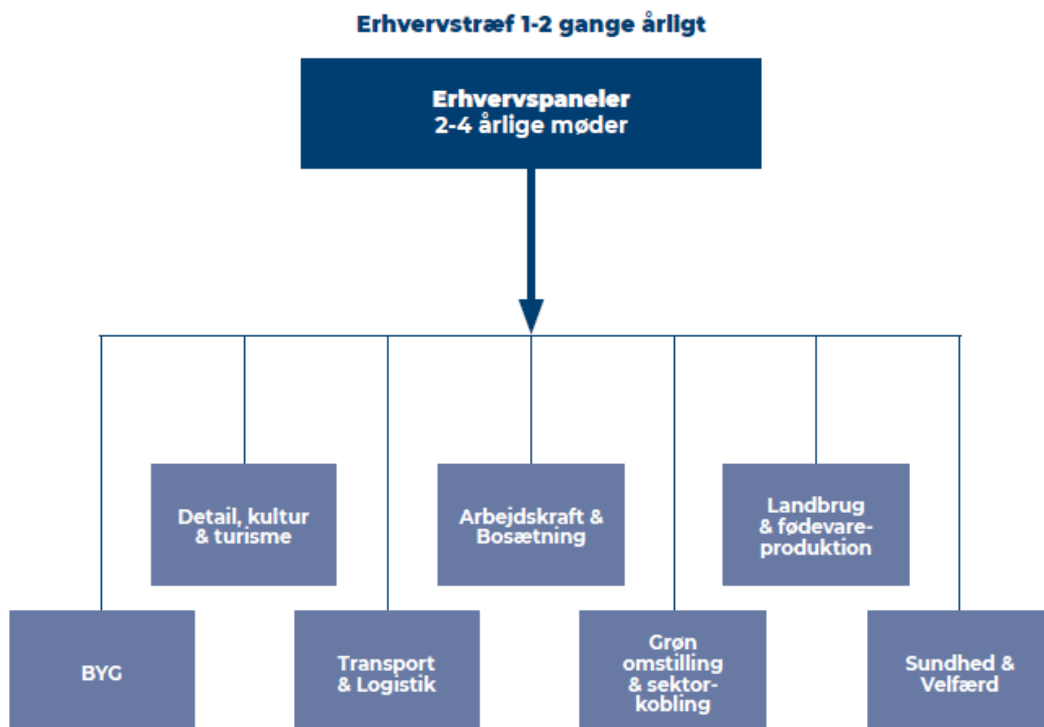 Erhvervstræf 1-2 gange årligt
Erhvervspaneler
2-4 årlige møder
Detail, kultur
& turisme
Arbejdskraft &
Bosætning
Landbrug
& fødevare-
produktion
BYG
Transport
& Logistik
Grøn
omstilling
& sektor-
kobling
Sundhed &
Velfærd